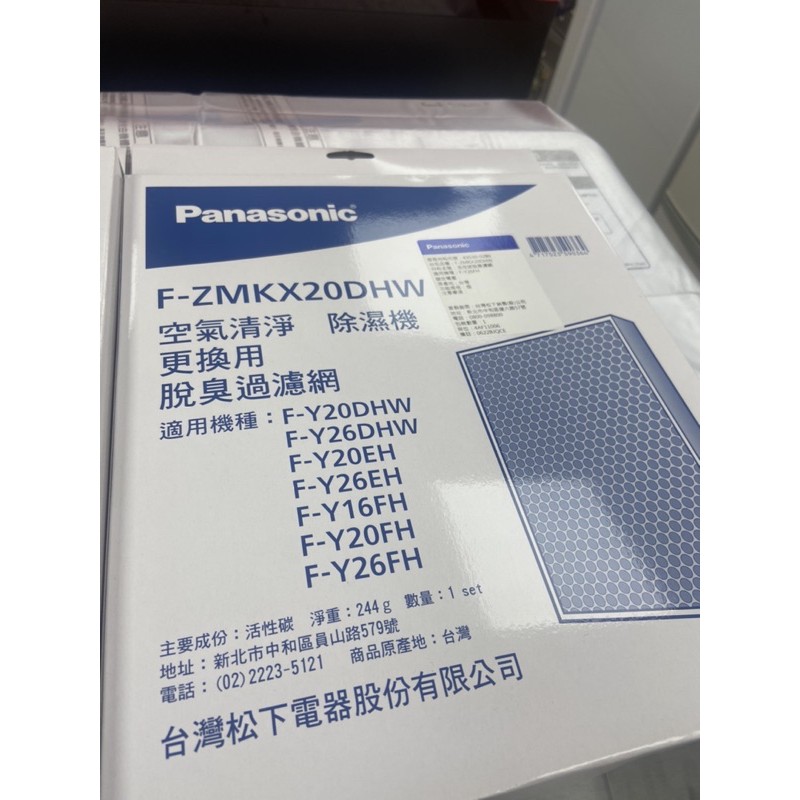 Panasonic
Panasonic
F-ZMKX20DHW
空氣清淨 除濕機
更換用
脫臭過濾網
適用機種：F-Y20DHW
F-Y26DHW
F-Y20EH
F-Y26EH
F-Y16FH
F-Y20FH
F-Y26FH
主要成份：活性碳 淨重：244g 數量：1 set
地址：新北市中和區員山路579號
電話：(02)2223-5121 商品原產地：台灣
台灣松下電器股份有限公司